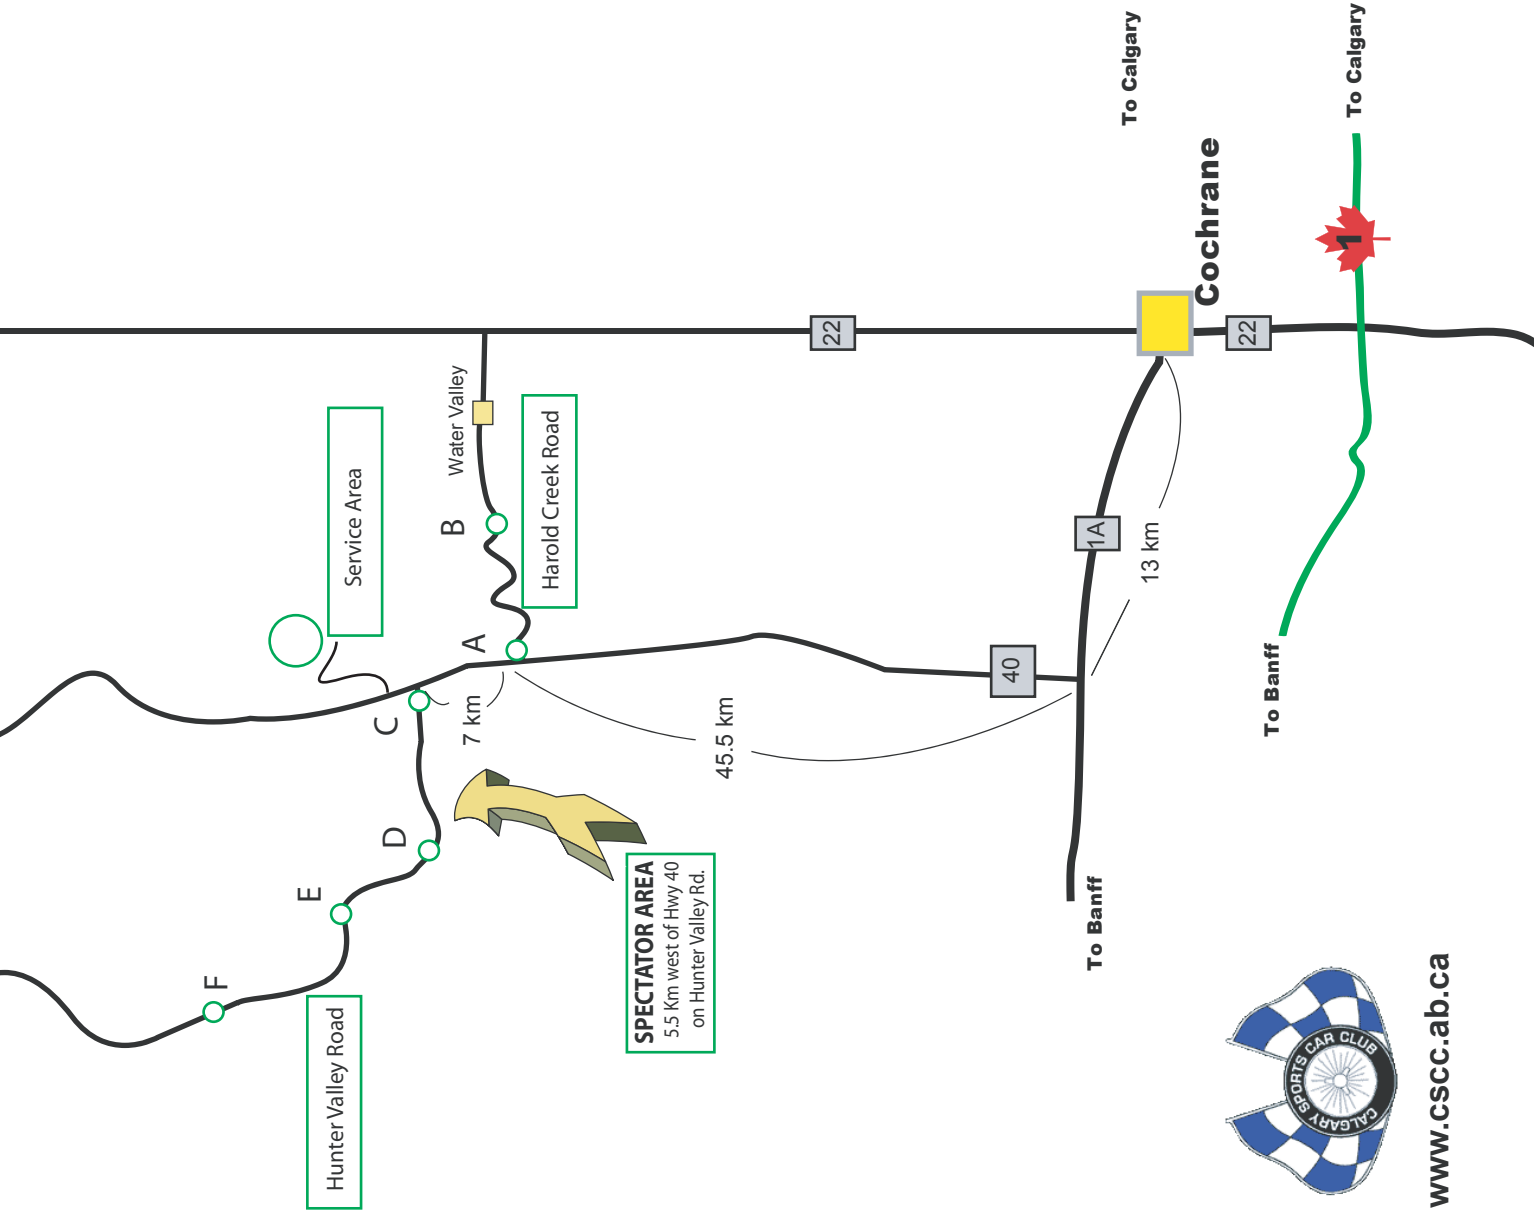 Service Area
Water Valley
Harold Creek Road
B
A
C
D
E
F
7 km
45.5 km
Hunter Valley Road
SPECTATOR AREA
5.5 Km west of Hwy 40
on Hunter Valley Rd.
22
40
1A
13 km
Cochrane
22
1
To Calgary
To Calgary
To Banff
To Banff
CALGARY SPORTS CAR CLUB
www.cscc.ab.ca